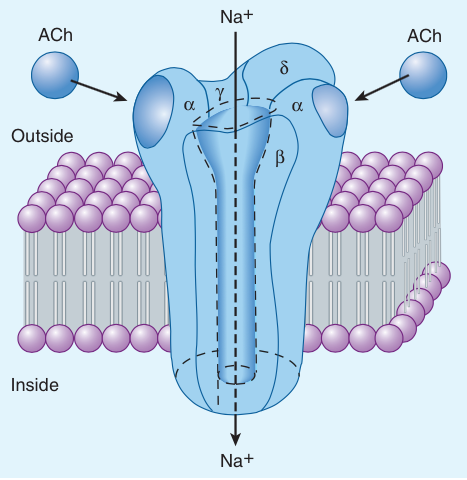 Na+
ACh
ACh
δ
γ
α
α
Outside
β
Inside
Na+